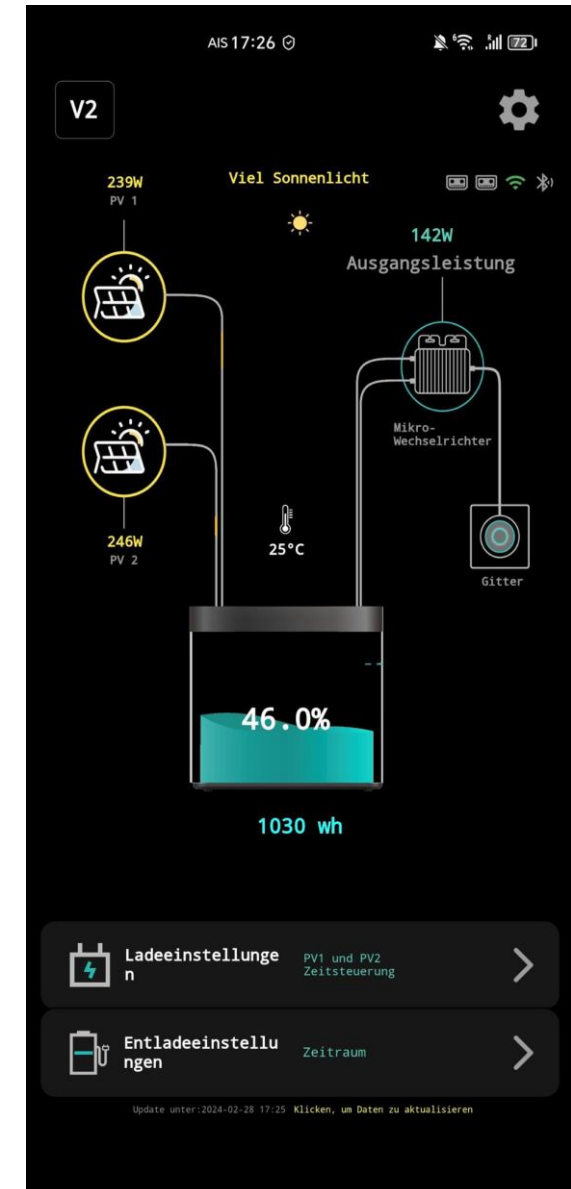 AIS 17:26
6
72
V2
239W
PV 1
Viel Sonnenlicht
142W
Ausgangsleistung
Mikro-
Wechselrichter
246W
PV 2
25°C
Gitter
46.0%
1030 wh
Ladeeinstellunge
n
PV1 und PV2
Zeitsteuerung
Entladeeinstellu
ngen
Zeitraum
Update unter:2024-02-28 17:25 Klicken, um Daten zu aktualisieren